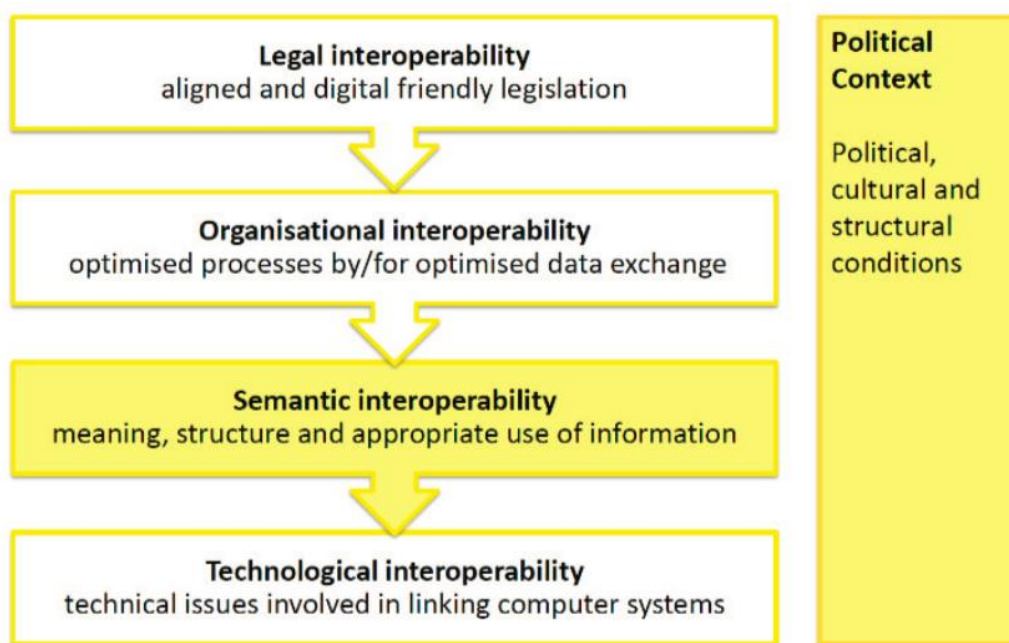 Legal interoperability
aligned and digital friendly legislation
Organisational interoperability
optimised processes by/for optimised data exchange
Semantic interoperability
meaning, structure and appropriate use of information
Technological interoperability
technical issues involved in linking computer systems
Political
Context
Political,
cultural and
structural
conditions